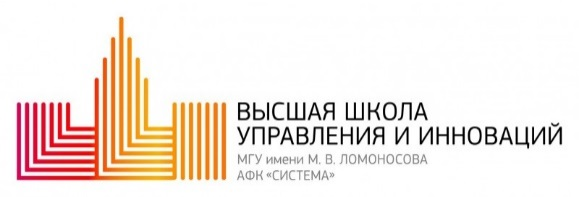 ВЫСШАЯ ШКОЛА
УПРАВЛЕНИЯ И ИННОВАЦИЙ
МГУ имени М. В. ЛОМОНОСОВА
АФК «СИСТЕМА»